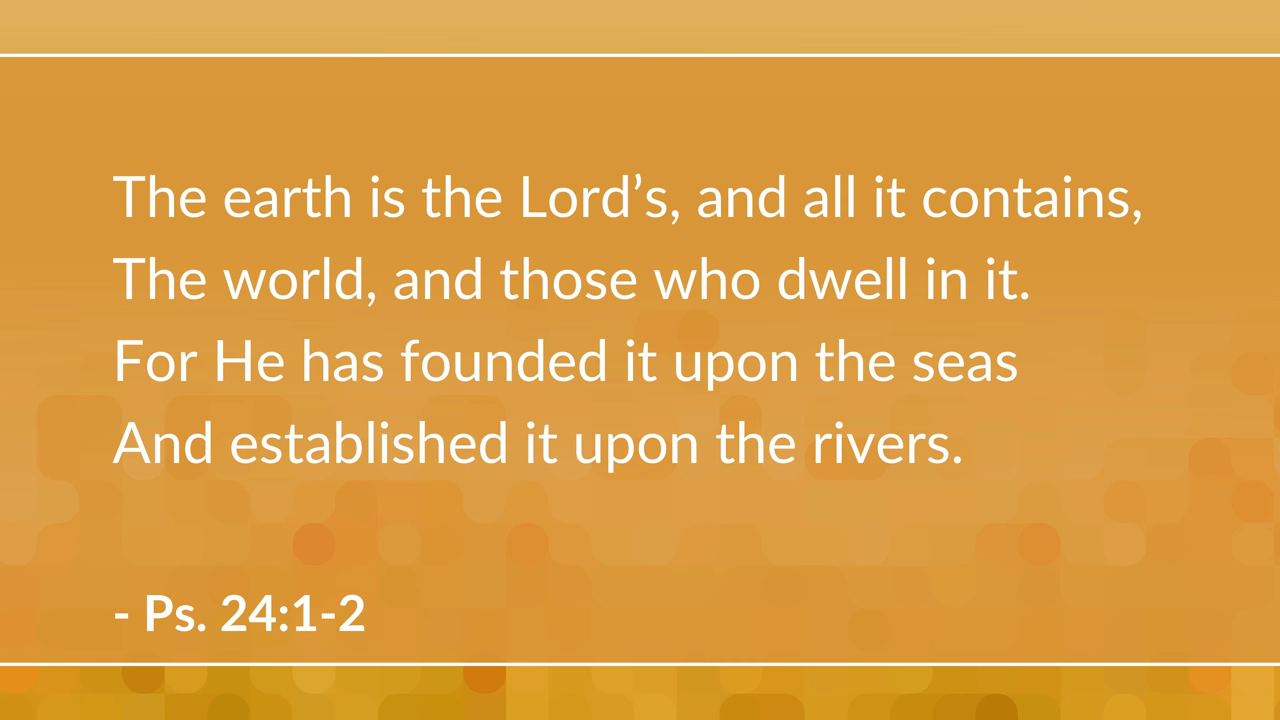 The earth is the Lord’s, and all it contains,
The world, and those who dwell in it.
For He has founded it upon the seas
And established it upon the rivers.
- Ps. 24:1-2